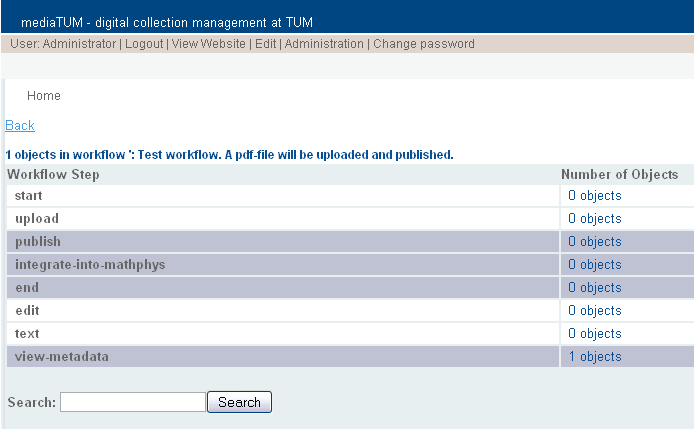 mediaTUM - digital collection management at TUM
User: Administrator | Logout | View Website | Edit | Administration | Change password
Home
Back
1 objects in workflow ': Test workflow. A pdf-file will be uploaded and published.
Workflow Step Number of Objects
start 0 objects
upload 0 objects
publish 0 objects
integrate-into-mathphys 0 objects
end 0 objects
edit 0 objects
text 0 objects
view-metadata 1 objects
Search: Search